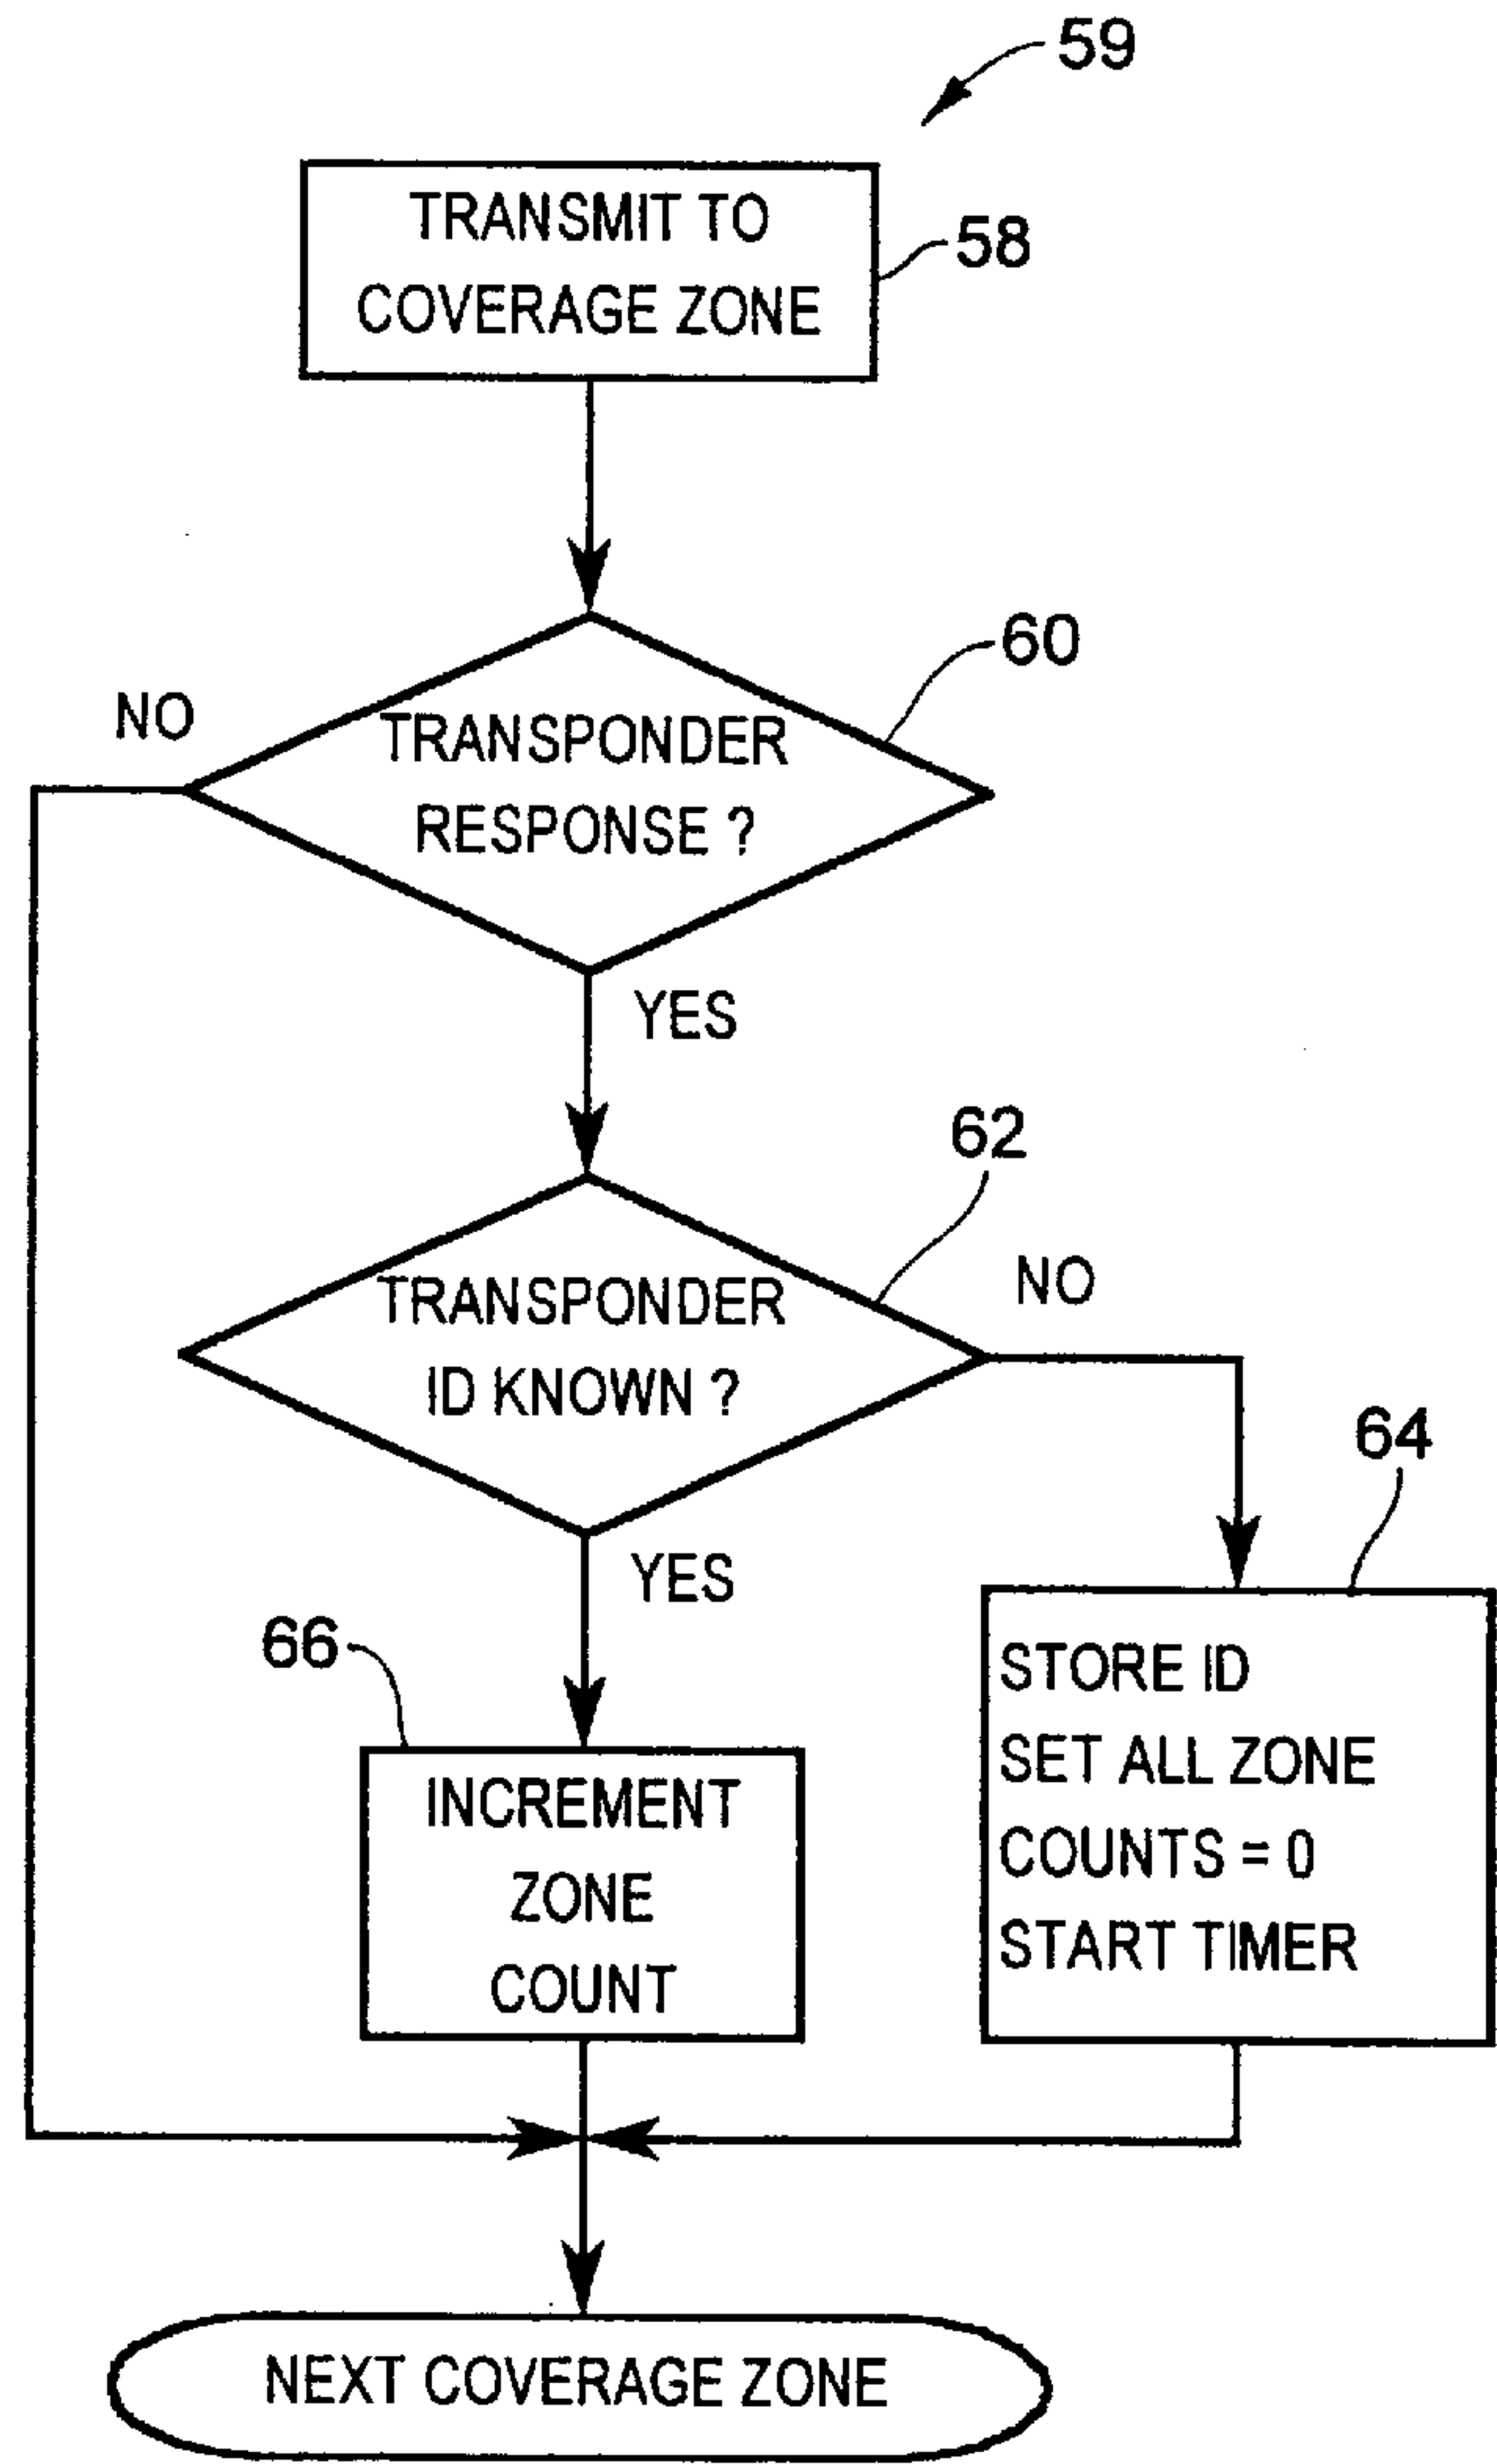 59
TRANSMIT TO
COVERAGE ZONE
58
60
NO
TRANSPONDER
RESPONSE ?
YES
62
TRANSPONDER
ID KNOWN ?
NO
64
YES
66
STORE ID
SET ALL ZONE
COUNTS = 0
START TIMER
INCREMENT
ZONE
COUNT
NEXT COVERAGE ZONE